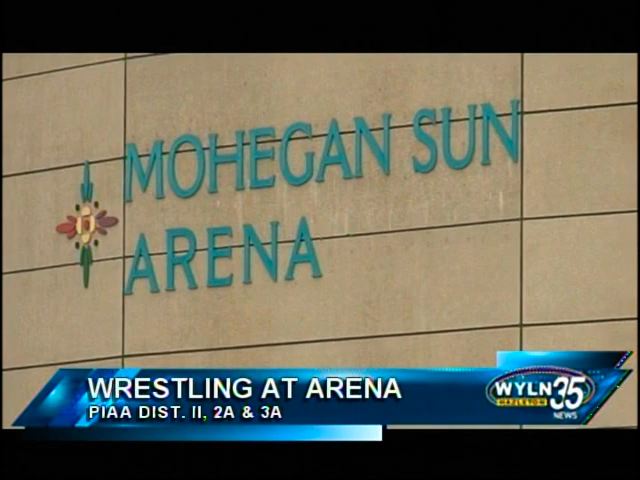 MOHEGAN SUN
ARENA
WRESTLING AT ARENA
PIAA DIST. II, 2A & 3A
WYLN 35
HAZLETON
NEWS